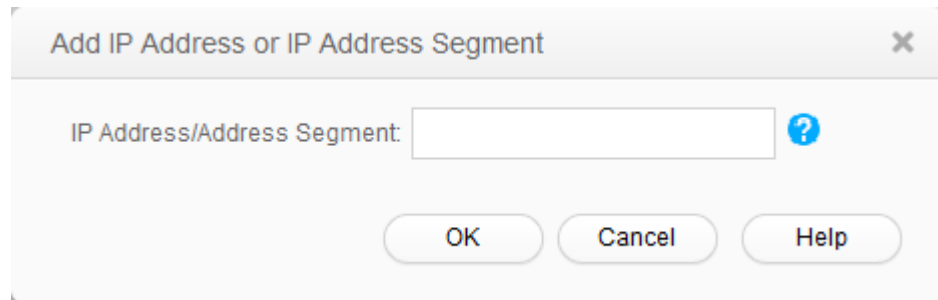 Add IP Address or IP Address Segment
IP Address/Address Segment:
OK Cancel Help